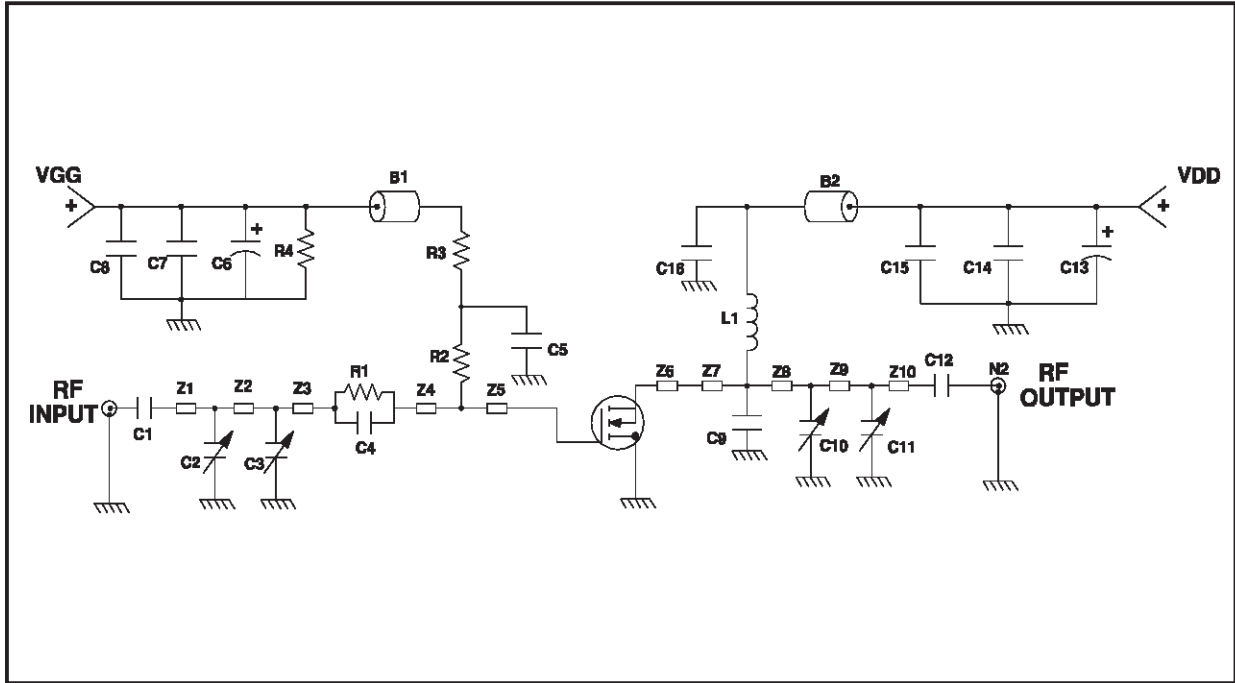 VGG
+
B1
B2
VDD
+
C8
C7
C6
+
R4
R3
C16
C15
C14
+
C13
L1
R2
C5
RF
INPUT
C1
Z1
Z2
Z3
R1
C4
Z4
Z5
C2
C3
Z6
Z7
Z8
Z9
Z10
C12
N2
RF
OUTPUT
C9
C10
C11